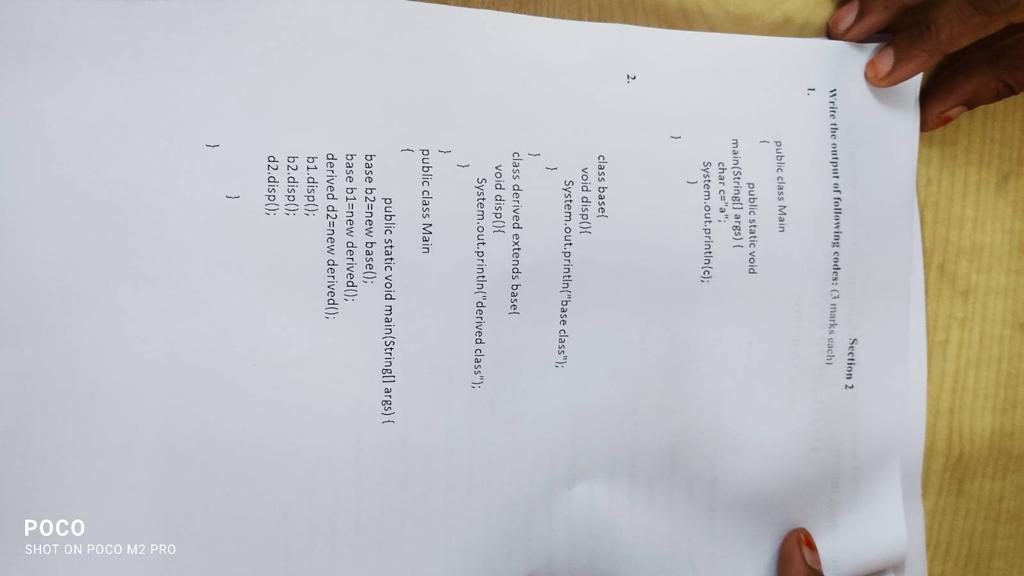 Section 2
Write the output of following codes: (3 marks each)
1.
public class Main
{
public static void
main(String[] args) {
char c="a";
System.out.println(c);
}
}
2.
class base{
void disp(){
System.out.println("base class");
}
}
class derived extends base{
void disp(){
System.out.println("derived class");
}
}
public class Main
{
public static void main(String[] args) {
base b2=new base();
base b1=new derived();
derived d2=new derived();
b1.disp();
b2.disp();
d2.disp();
}
}
POCO
SHOT ON POCO M2 PRO